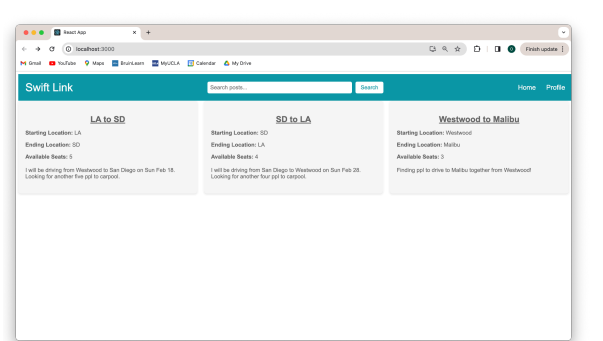 React App
localhost:3000
Finish update
Gmail YouTube Maps BruinLearn MyUCLA Calendar My Drive
Swift Link
Search posts...
Search
Home Profile
LA to SD
Starting Location: LA
Ending Location: SD
Available Seats: 5
I will be driving from Westwood to San Diego on Sun Feb 18.
Looking for another five ppl to carpool.
SD to LA
Starting Location: SD
Ending Location: LA
Available Seats: 4
I will be driving from San Diego to Westwood on Sun Feb 28.
Looking for another four ppl to carpool.
Westwood to Malibu
Starting Location: Westwood
Ending Location: Malibu
Available Seats: 3
Finding ppl to drive to Malibu together from Westwood!